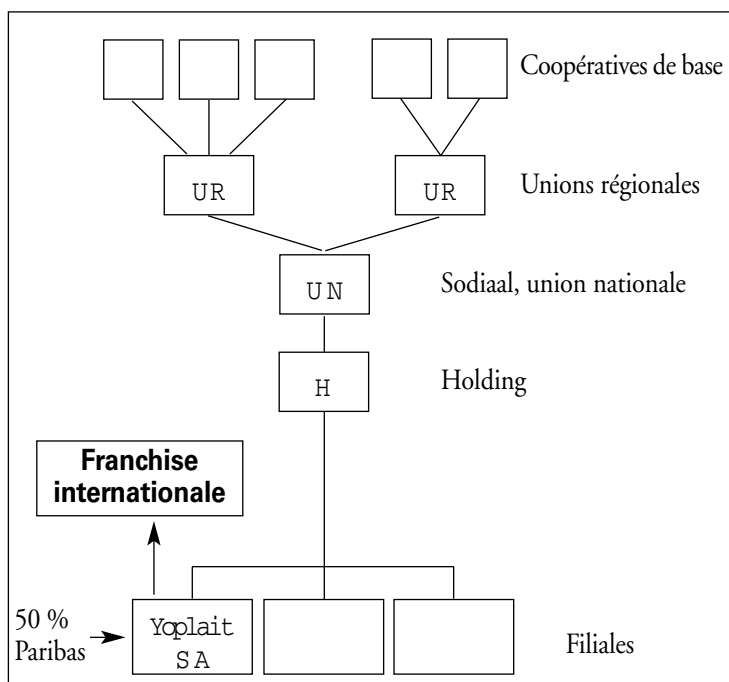 Coopératives de base
UR
UR
Unions régionales
UN
Sodiaal, union nationale
H
Holding
Franchise
internationale
50 %
Paribas
Yoplait
SA
Filiales